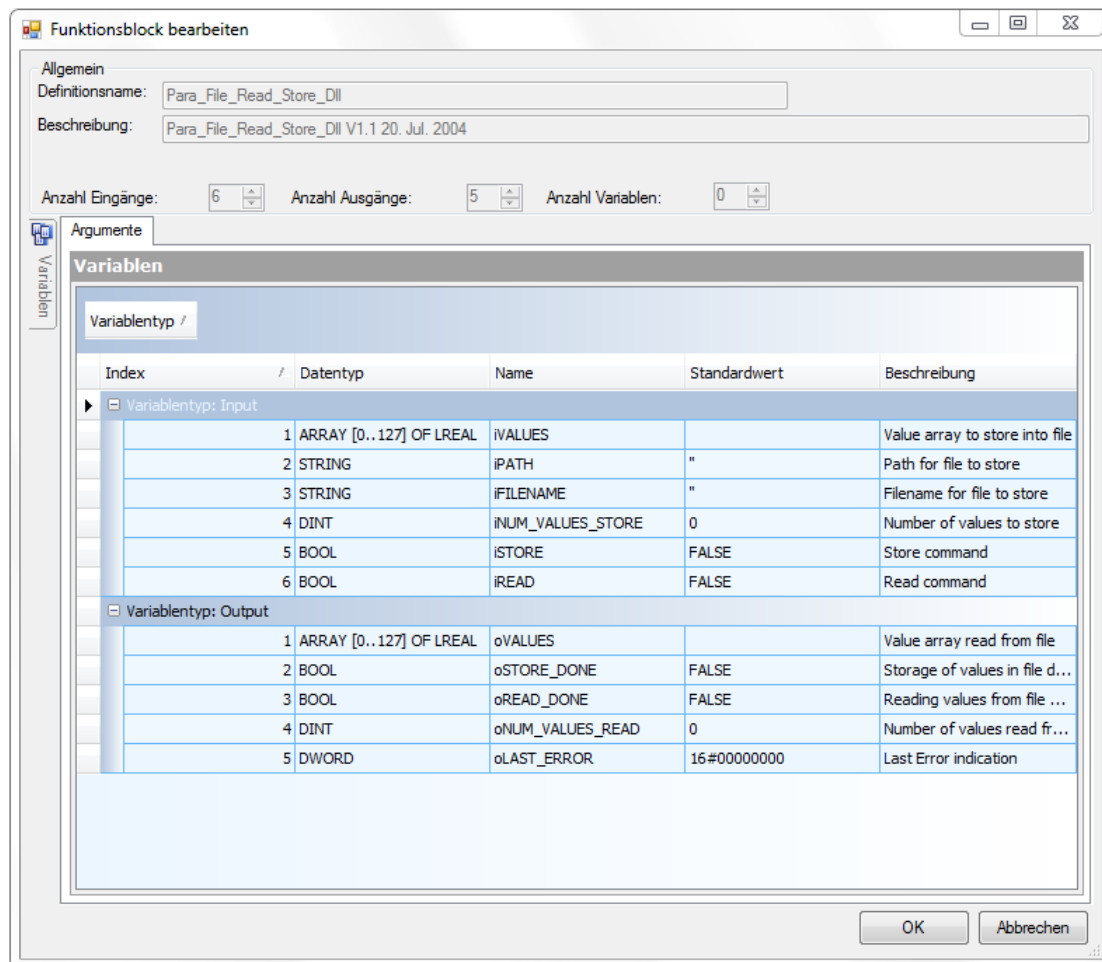 Funktionsblock bearbeiten
Allgemein
Definitionsname: Para_File_Read_Store_Dll
Beschreibung: Para_File_Read_Store_Dll V1.1 20. Jul. 2004
Anzahl Eingänge: 6 Anzahl Ausgänge: 5 Anzahl Variablen: 0
Variablen
Argumente
Variablen
Variablentyp
Index Datentyp Name Standardwert Beschreibung
Variablentyp: Input
1 ARRAY [0..127] OF LREAL iVALUES Value array to store into file
2 STRING iPATH '' Path for file to store
3 STRING iFILENAME '' Filename for file to store
4 DINT iNUM_VALUES_STORE 0 Number of values to store
5 BOOL iSTORE FALSE Store command
6 BOOL iREAD FALSE Read command
Variablentyp: Output
1 ARRAY [0..127] OF LREAL oVALUES Value array read from file
2 BOOL oSTORE_DONE FALSE Storage of values in file d...
3 BOOL oREAD_DONE FALSE Reading values from file ...
4 DINT oNUM_VALUES_READ 0 Number of values read fr...
5 DWORD oLAST_ERROR 16#00000000 Last Error indication
OK Abbrechen